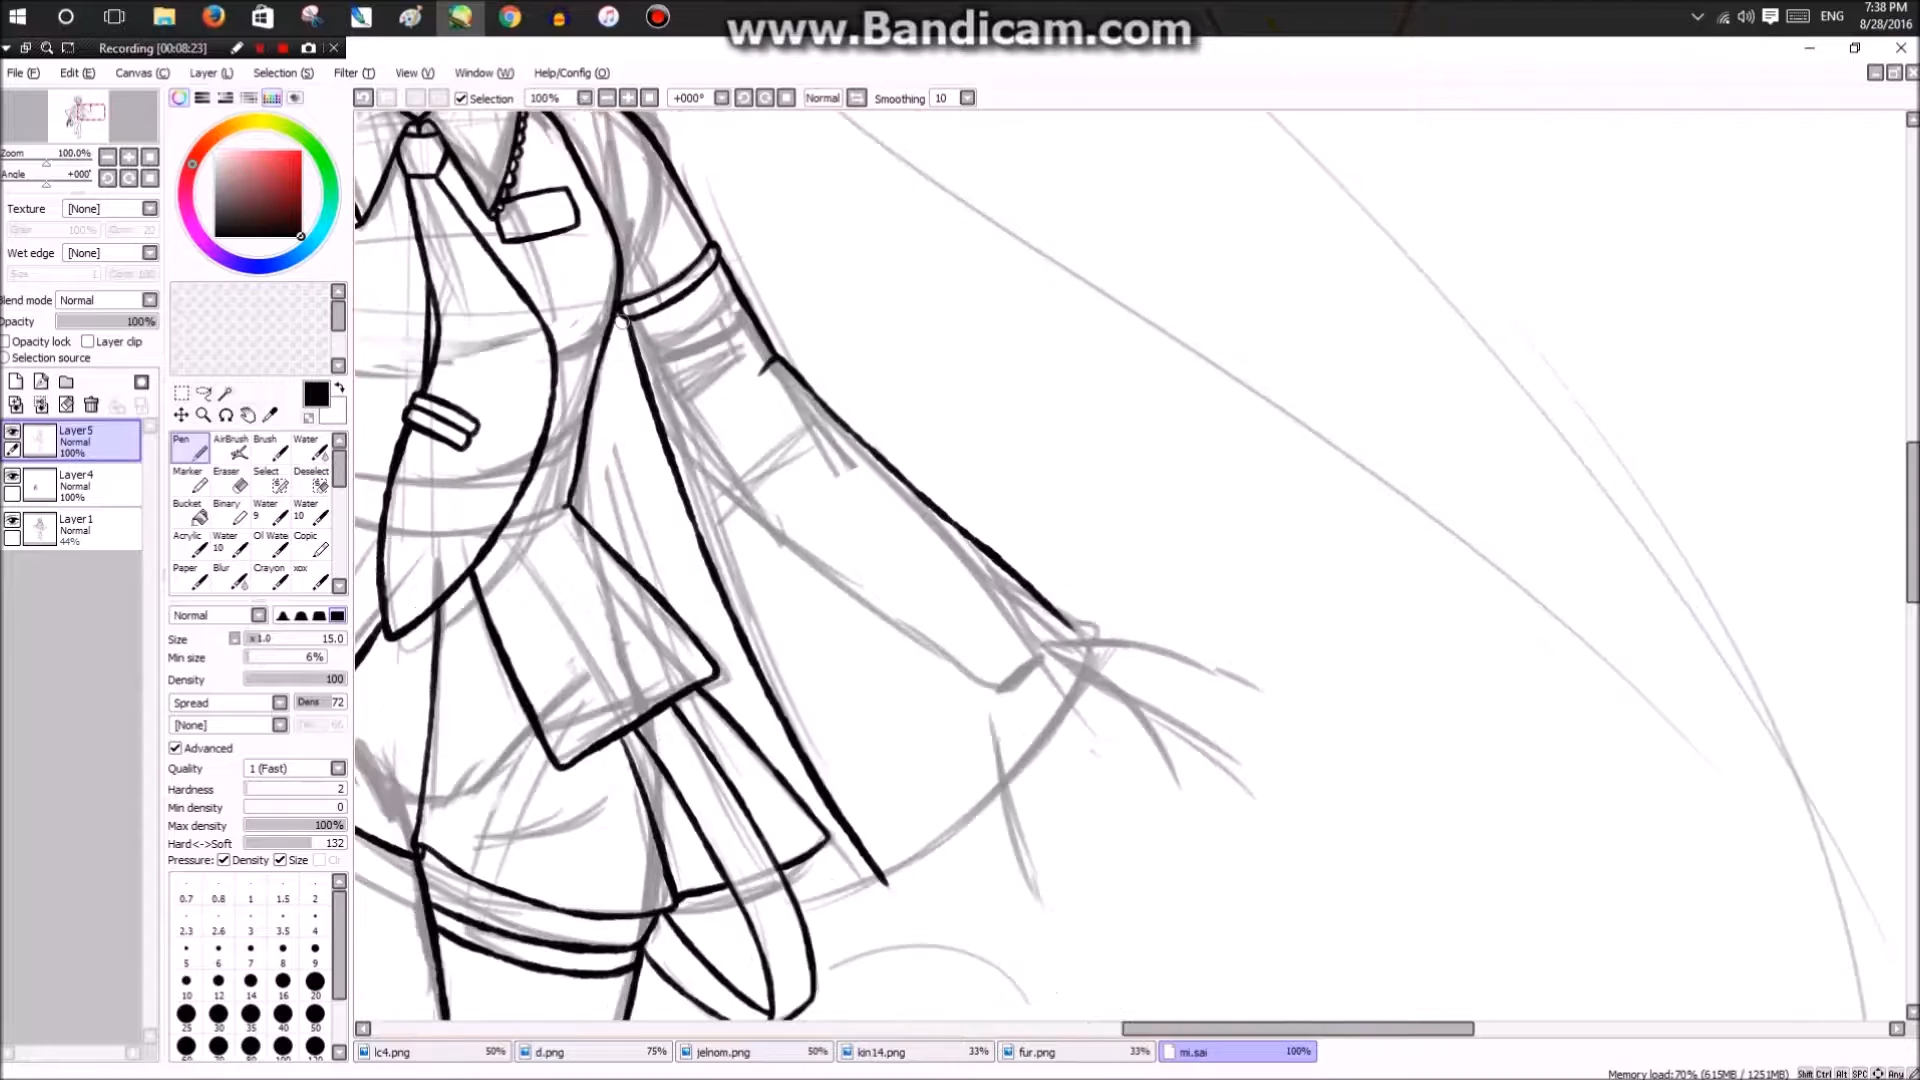 www.Bandicam.com
7:38 PM
ENG
8/28/2016
Recording [00:08:23]
File (F) Edit (E) Canvas (C) Layer (L) Selection (S) Filter (T) View (V) Window (W) Help/Config (O)
Selection 100% +000° Normal Smoothing 10
Zoom 100.0%
Angle +000°
Texture [None]
100% 20
Wet edge [None]
Size 1 100
Blend mode Normal
Opacity 100%
Opacity lock Layer clip
Selection source
Layer5
Normal
100%
Layer4
Normal
100%
Layer1
Normal
44%
Pen AirBrush Brush Water
Marker Eraser Select Deselect
Bucket Binary Water 9 Water 10
Acrylic Water 10 Oil Wate Copic
Paper Blur Crayon xox
Normal
Size x1.0 15.0
Min size 6%
Density 100
Spread Dens 72
[None]
Advanced
Quality 1 (Fast)
Hardness 2
Min density 0
Max density 100%
Hard<->Soft 132
Pressure: Density Size
0.7 0.8 1 1.5 2
2.3 2.6 3 3.5 4
5 6 7 8 9
10 12 14 16 20
25 30 35 40 50
lc4.png 50% d.png 75% jelnom.png 50% kin14.png 33% fur.png 33% mi.sai 100%
Memory load:70% (615MB / 1251MB) Shift Ctrl Alt SPC Any